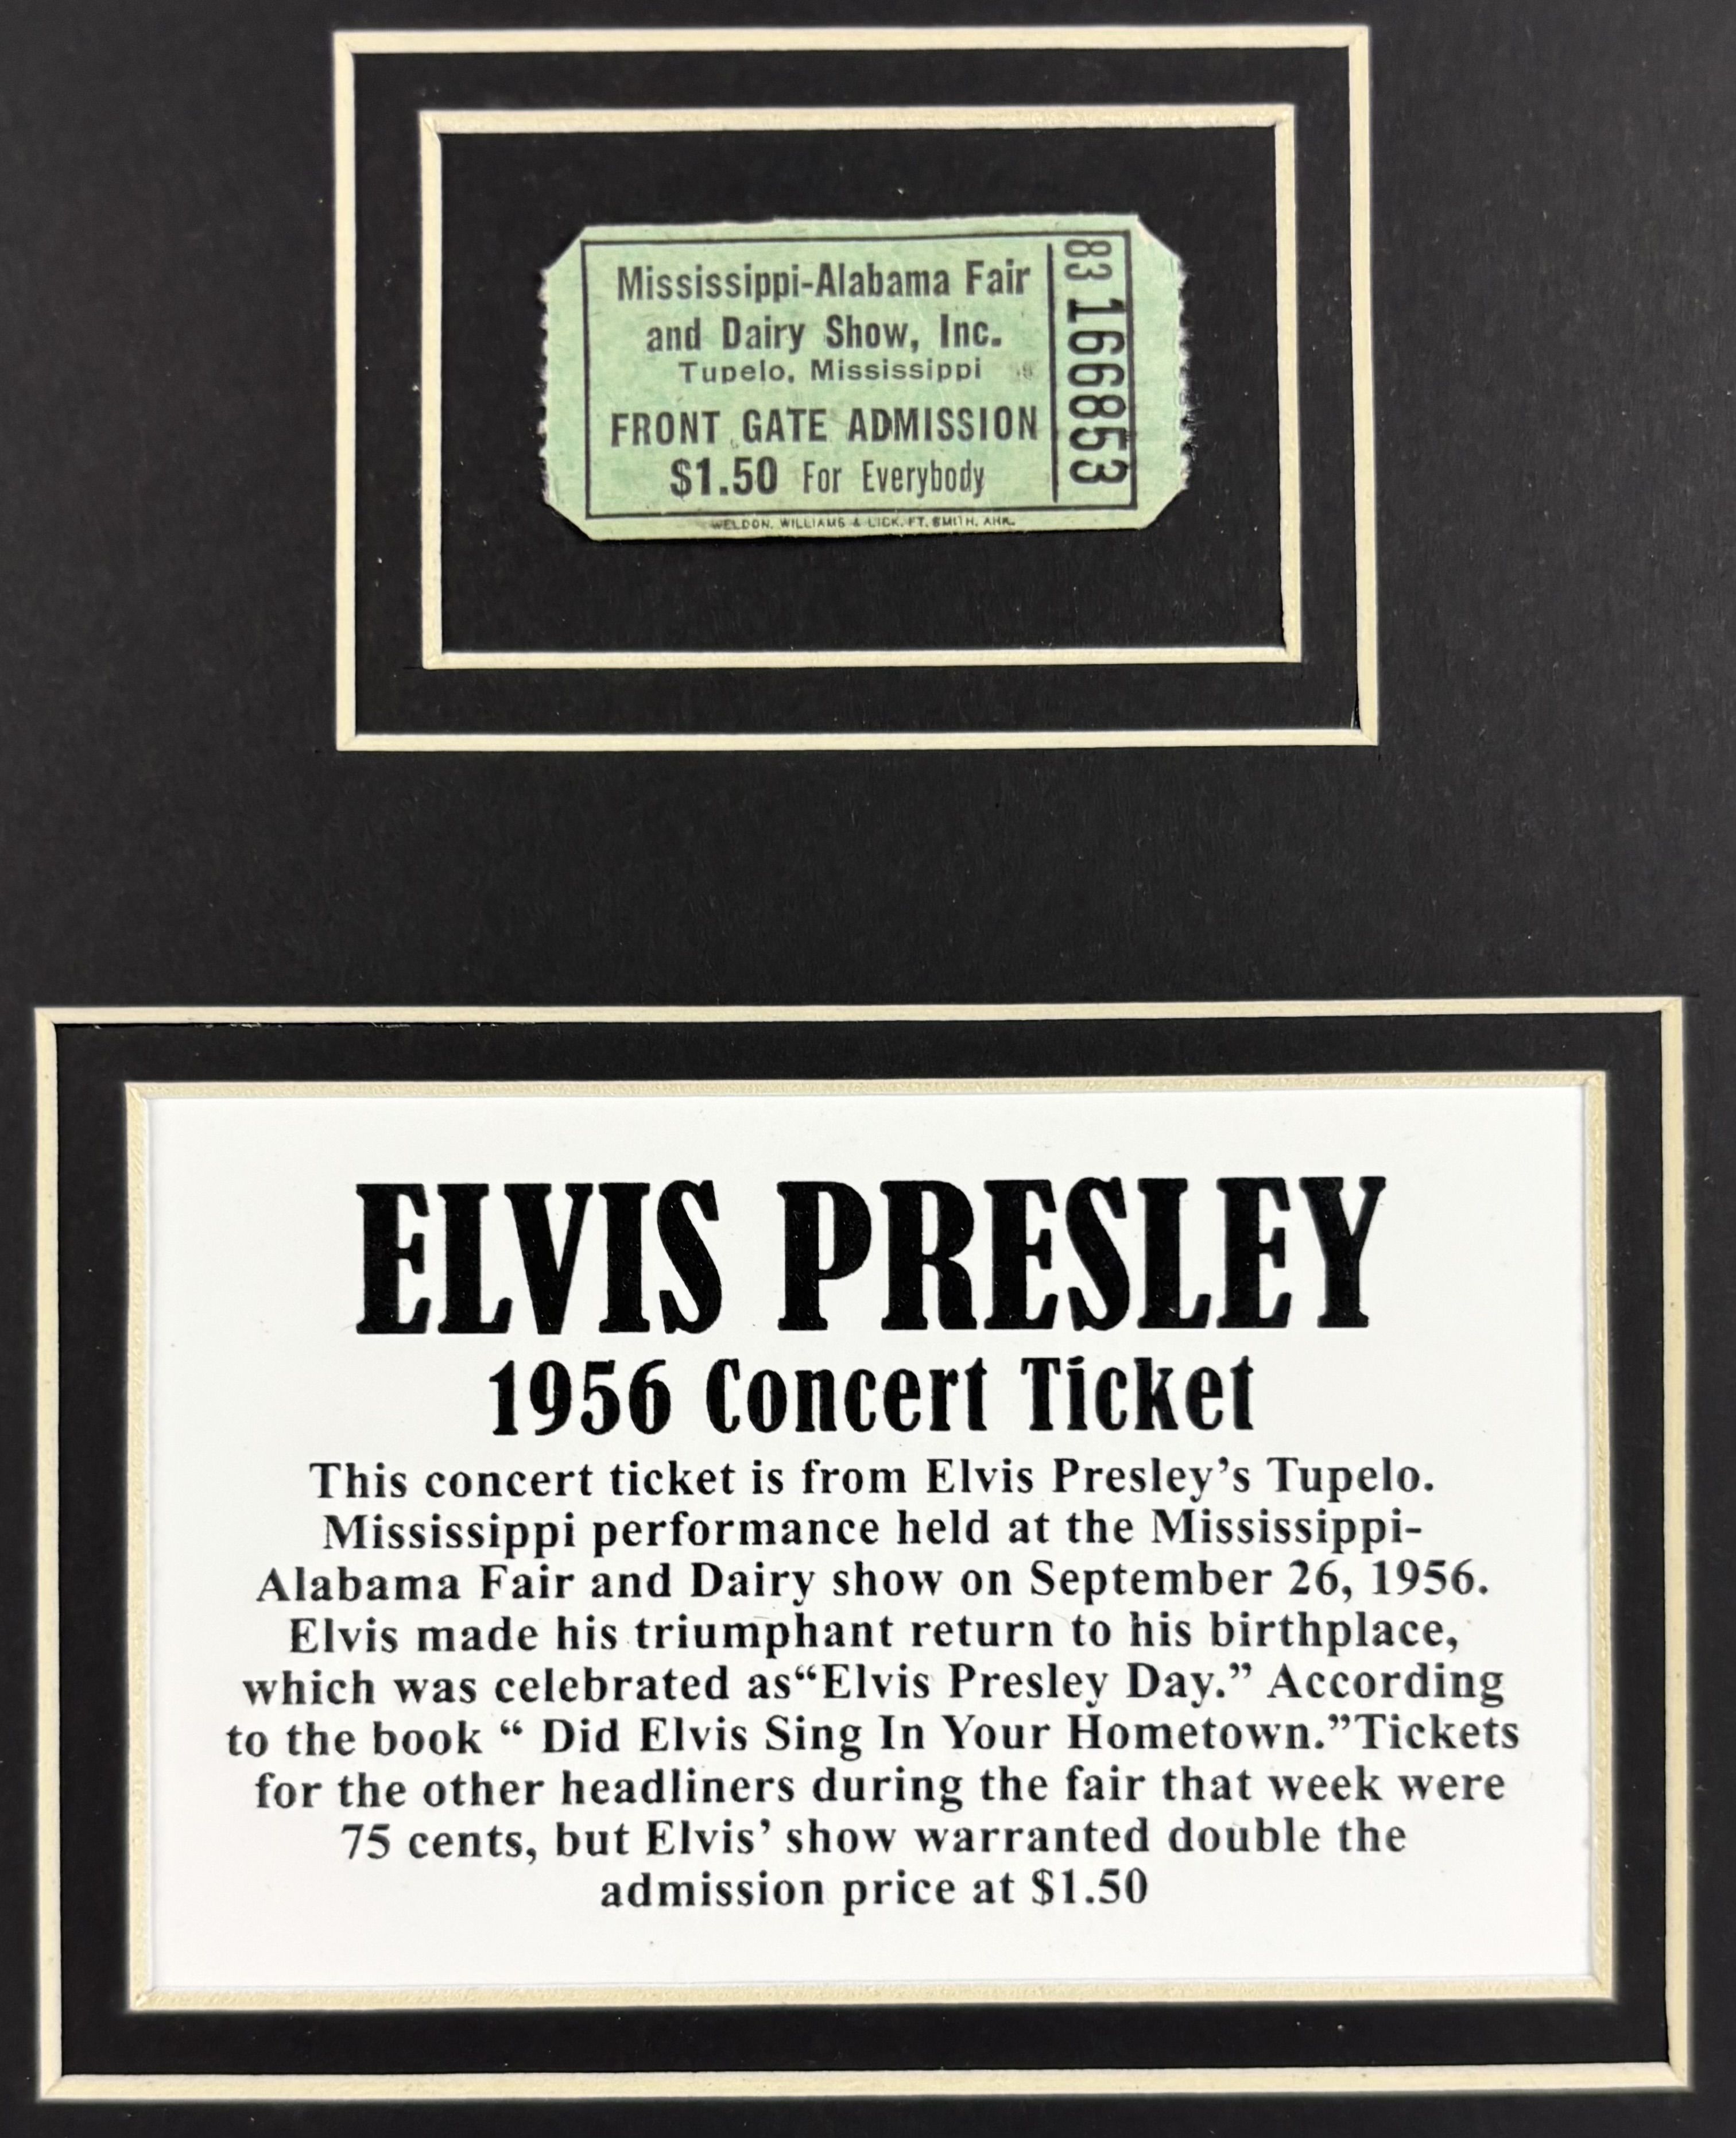 Mississippi-Alabama Fair
and Dairy Show, Inc.
Tupelo, Mississippi
FRONT GATE ADMISSION
$1.50 For Everybody
WELDON, WILLIAMS & LICK, FT. SMITH, ARK.
83 166853
ELVIS PRESLEY
1956 Concert Ticket
This concert ticket is from Elvis Presley’s Tupelo.
Mississippi performance held at the Mississippi-
Alabama Fair and Dairy show on September 26, 1956.
Elvis made his triumphant return to his birthplace,
which was celebrated as“Elvis Presley Day.” According
to the book “ Did Elvis Sing In Your Hometown.”Tickets
for the other headliners during the fair that week were
75 cents, but Elvis’ show warranted double the
admission price at $1.50